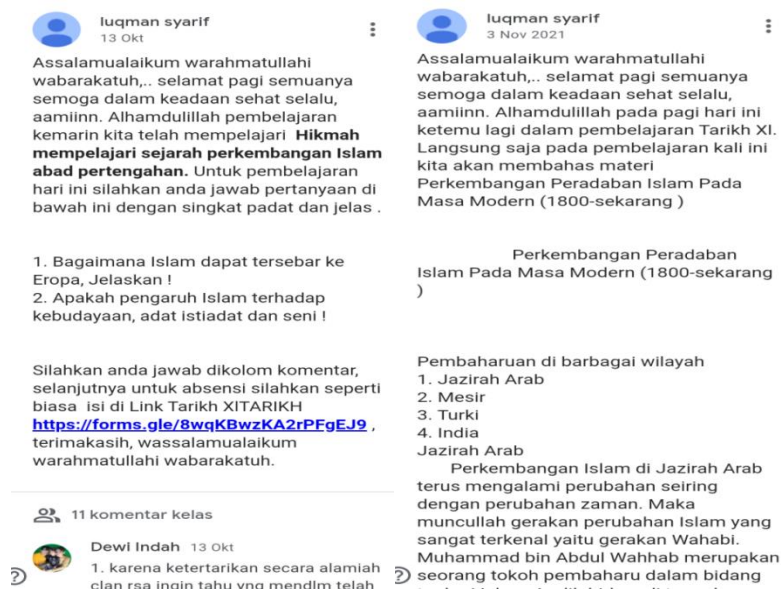 luqman syarif
13 Okt
Assalamualaikum warahmatullahi
wabarakatuh,.. selamat pagi semuanya
semoga dalam keadaan sehat selalu,
aamiinn. Alhamdulillah pembelajaran
kemarin kita telah mempelajari Hikmah
mempelajari sejarah perkembangan Islam
abad pertengahan. Untuk pembelajaran
hari ini silahkan anda jawab pertanyaan di
bawah ini dengan singkat padat dan jelas .
1. Bagaimana Islam dapat tersebar ke
Eropa, Jelaskan !
2. Apakah pengaruh Islam terhadap
kebudayaan, adat istiadat dan seni !
Silahkan anda jawab dikolom komentar,
selanjutnya untuk absensi silahkan seperti
biasa isi di Link Tarikh XITARIKH
https://forms.gle/8wqKBwzKA2rPFgEJ9 ,
terimakasih, wassalamualaikum
warahmatullahi wabarakatuh.
11 komentar kelas
Dewi Indah 13 Okt
1. karena ketertarikan secara alamiah
dan rsa ingin tahu yng mendlm telah
luqman syarif
3 Nov 2021
Assalamualaikum warahmatullahi
wabarakatuh,.. selamat pagi semuanya
semoga dalam keadaan sehat selalu,
aamiinn. Alhamdulillah pada pagi hari ini
ketemu lagi dalam pembelajaran Tarikh XI.
Langsung saja pada pembelajaran kali ini
kita akan membahas materi
Perkembangan Peradaban Islam Pada
Masa Modern (1800-sekarang )
Perkembangan Peradaban
Islam Pada Masa Modern (1800-sekarang
)
Pembaharuan di barbagai wilayah
1. Jazirah Arab
2. Mesir
3. Turki
4. India
Jazirah Arab
Perkembangan Islam di Jazirah Arab
terus mengalami perubahan seiring
dengan perubahan zaman. Maka
muncullah gerakan perubahan Islam yang
sangat terkenal yaitu gerakan Wahabi.
Muhammad bin Abdul Wahhab merupakan
seorang tokoh pembaharu dalam bidang